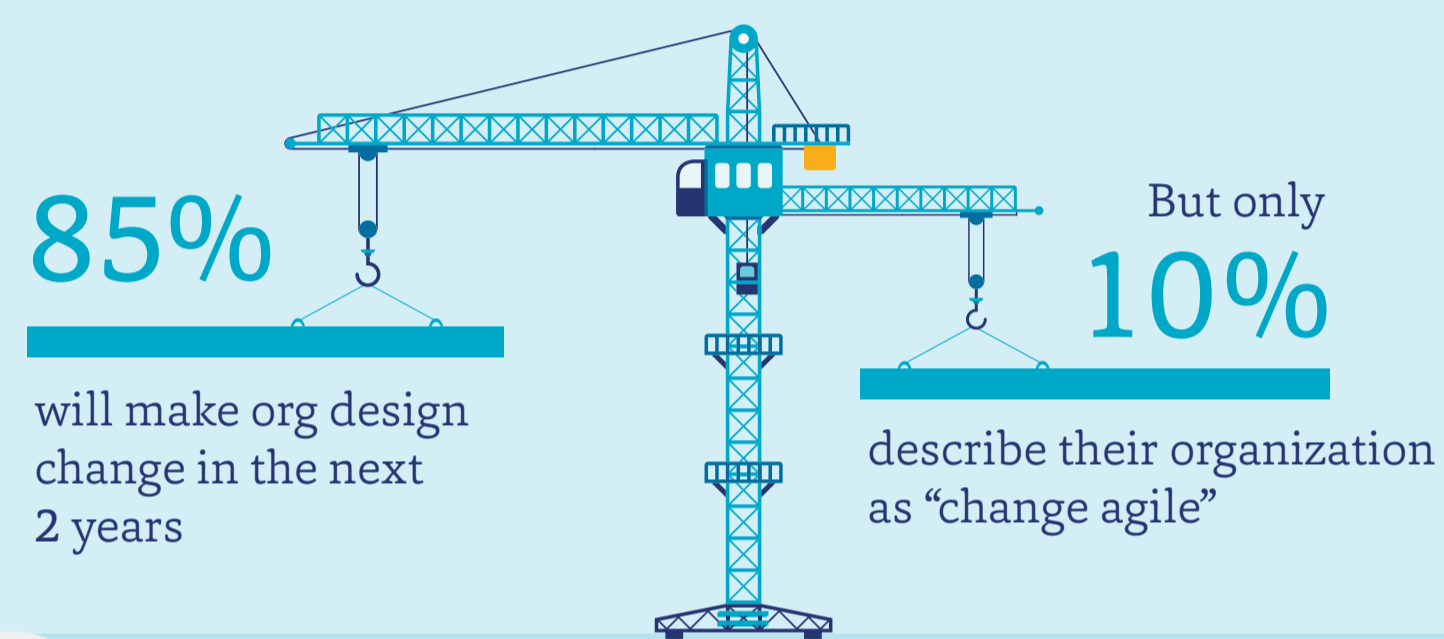 85%
will make org design
change in the next
2 years
But only
10%
describe their organization
as “change agile”